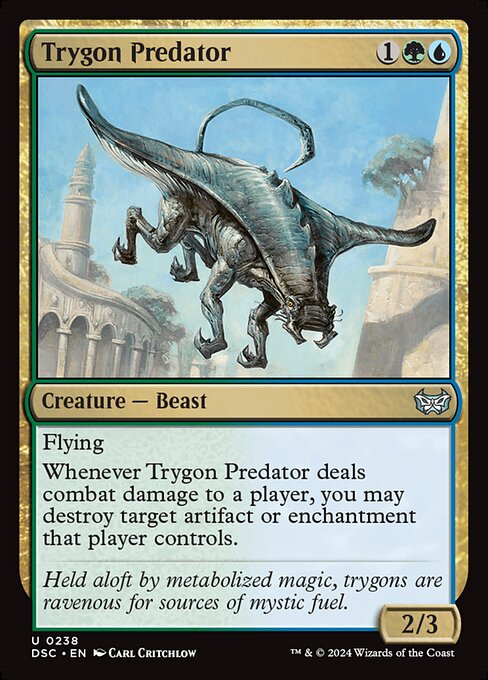 Trygon Predator 1
Creature — Beast
Flying
Whenever Trygon Predator deals
combat damage to a player, you may
destroy target artifact or enchantment
that player controls.
Held aloft by metabolized magic, trygons are
ravenous for sources of mystic fuel.
2/3
U 0238
DSC • EN Carl Critchlow
™ & © 2024 Wizards of the Coast